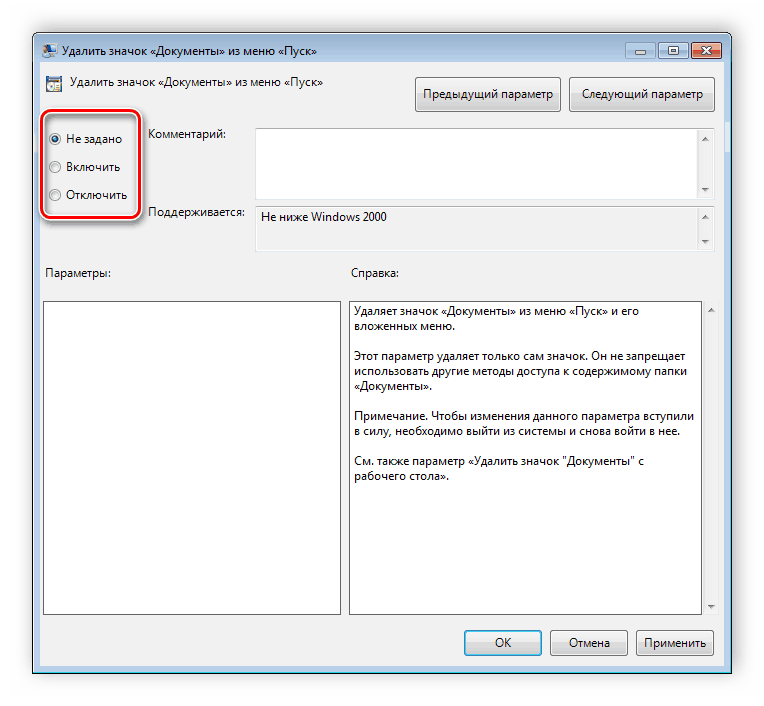 Удалить значок «Документы» из меню «Пуск»
Удалить значок «Документы» из меню «Пуск»
Предыдущий параметр
Следующий параметр
Не задано
Включить
Отключить
Комментарий:
Поддерживается:
Не ниже Windows 2000
Параметры:
Справка:
Удаляет значок «Документы» из меню «Пуск» и его
вложенных меню.
Этот параметр удаляет только сам значок. Он не запрещает
использовать другие методы доступа к содержимому папки
«Документы».
Примечание. Чтобы изменения данного параметра вступили
в силу, необходимо выйти из системы и снова войти в нее.
См. также параметр «Удалить значок "Документы" с
рабочего стола».
ОК
Отмена
Применить